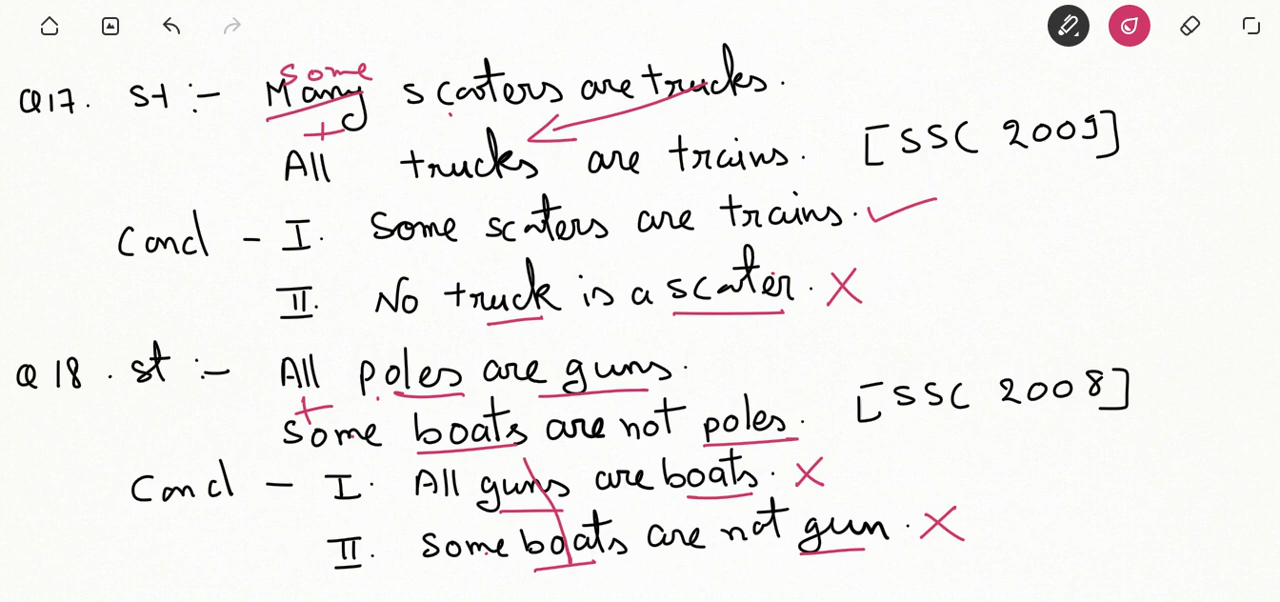 Some
Q17. St :- Many scooters are trucks.
+
All trucks are trains. [SSC 2009]
Concl - I. Some scooters are trains. ✓
II. No truck is a scooter. X
Q18. st :- All poles are guns.
+
Some boats are not poles. [SSC 2008]
Concl - I. All guns are boats. X
II. Some boats are not gun. X